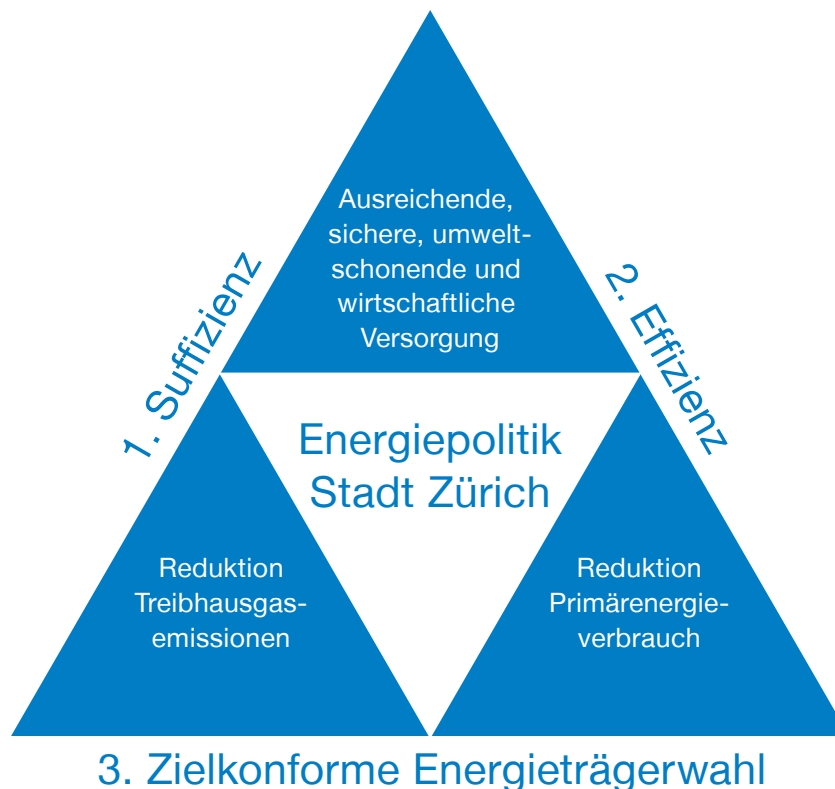 Ausreichende,
sichere, umwelt-
schonende und
wirtschaftliche
Versorgung
1. Suffizienz
2. Effizienz
Energiepolitik
Stadt Zürich
Reduktion
Treibhausgas-
emissionen
Reduktion
Primärenergie-
verbrauch
3. Zielkonforme Energieträgerwahl